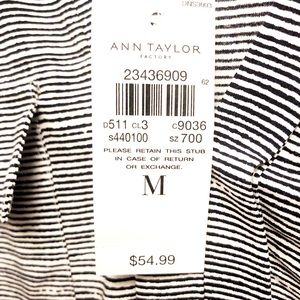 ANN TAYLOR
FACTORY
23436909
62
D511 CL3 C9036
S440100 SZ 700
PLEASE RETAIN THIS STUB
IN CASE OF RETURN
OR EXCHANGE.
M
$54.99